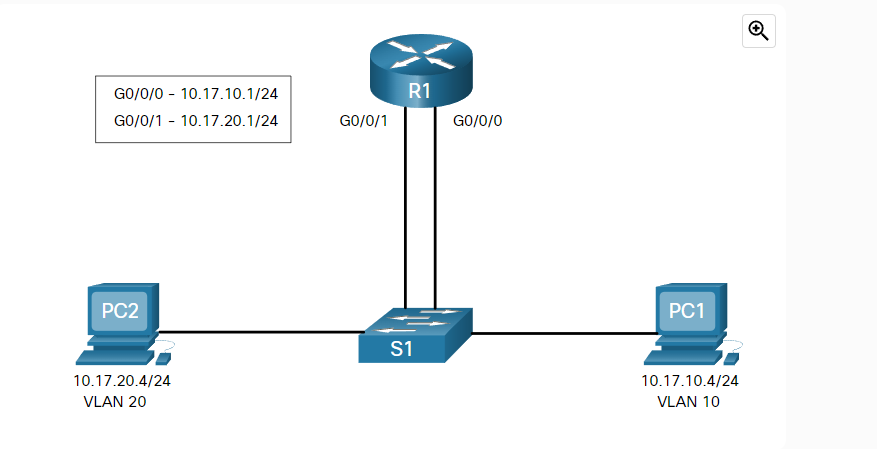 G0/0/0 - 10.17.10.1/24
G0/0/1 - 10.17.20.1/24
R1
G0/0/1
G0/0/0
PC2
PC1
S1
10.17.20.4/24
VLAN 20
10.17.10.4/24
VLAN 10